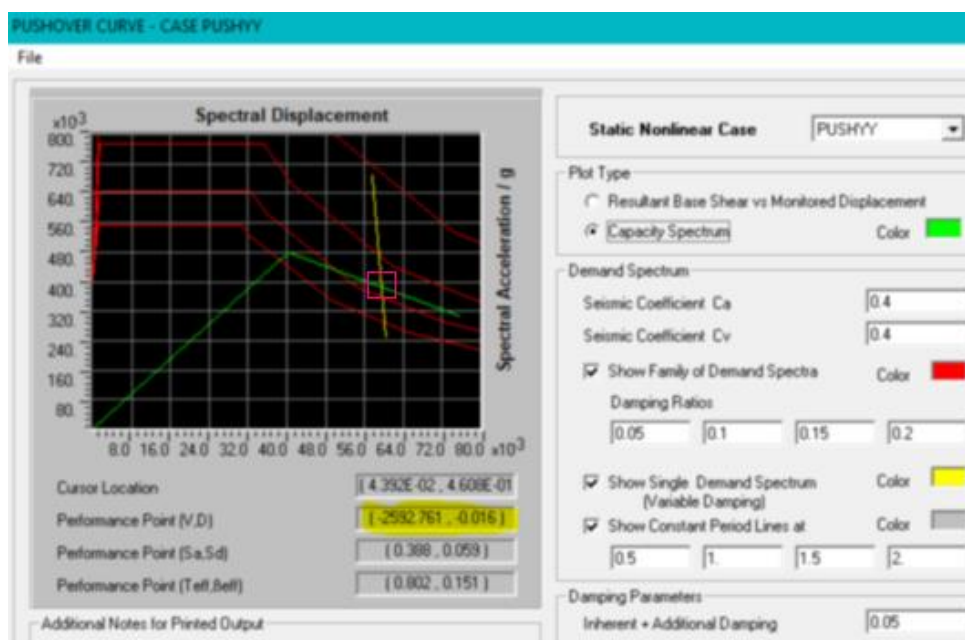 PUSHOVER CURVE - CASE PUSHYY
File
Spectral Displacement
x10³
800.
720.
640.
560.
480.
400.
320.
240.
160.
80.
8.0 16.0 24.0 32.0 40.0 48.0 56.0 64.0 72.0 80.0 x10³
Spectral Acceleration / g
Cursor Location ( 4.392E-02 , 4.608E-01
Performance Point (V,D) ( -2592.761 , -0.016 )
Performance Point (Sa,Sd) ( 0.388 , 0.059 )
Performance Point (Teff,Beff) ( 0.802 , 0.151 )
Additional Notes for Printed Output
Static Nonlinear Case PUSHYY
Plot Type
Resultant Base Shear vs Monitored Displacement
Capacity Spectrum Color
Demand Spectrum
Seismic Coefficient Ca 0.4
Seismic Coefficient Cv 0.4
Show Family of Demand Spectra Color
Damping Ratios
0.05 0.1 0.15 0.2
Show Single Demand Spectrum Color
(Variable Damping)
Show Constant Period Lines at Color
0.5 1. 1.5 2.
Damping Parameters
Inherent + Additional Damping 0.05